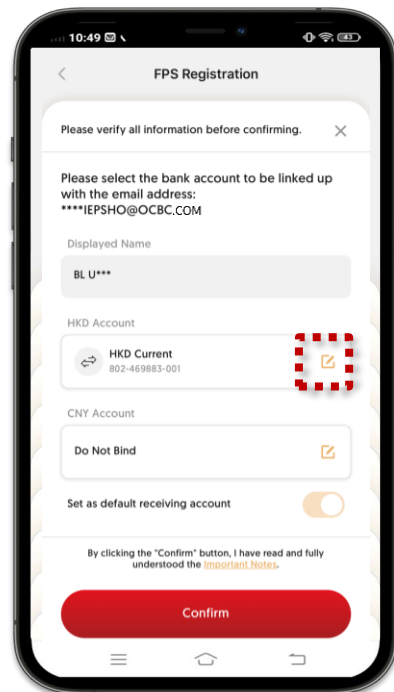 10:49
43
FPS Registration
Please verify all information before confirming.
Please select the bank account to be linked up
with the email address:
****IEPSHO@OCBC.COM
Displayed Name
BL U***
HKD Account
HKD Current
802-469883-001
CNY Account
Do Not Bind
Set as default receiving account
By clicking the "Confirm" button, I have read and fully
understood the Important Notes.
Confirm